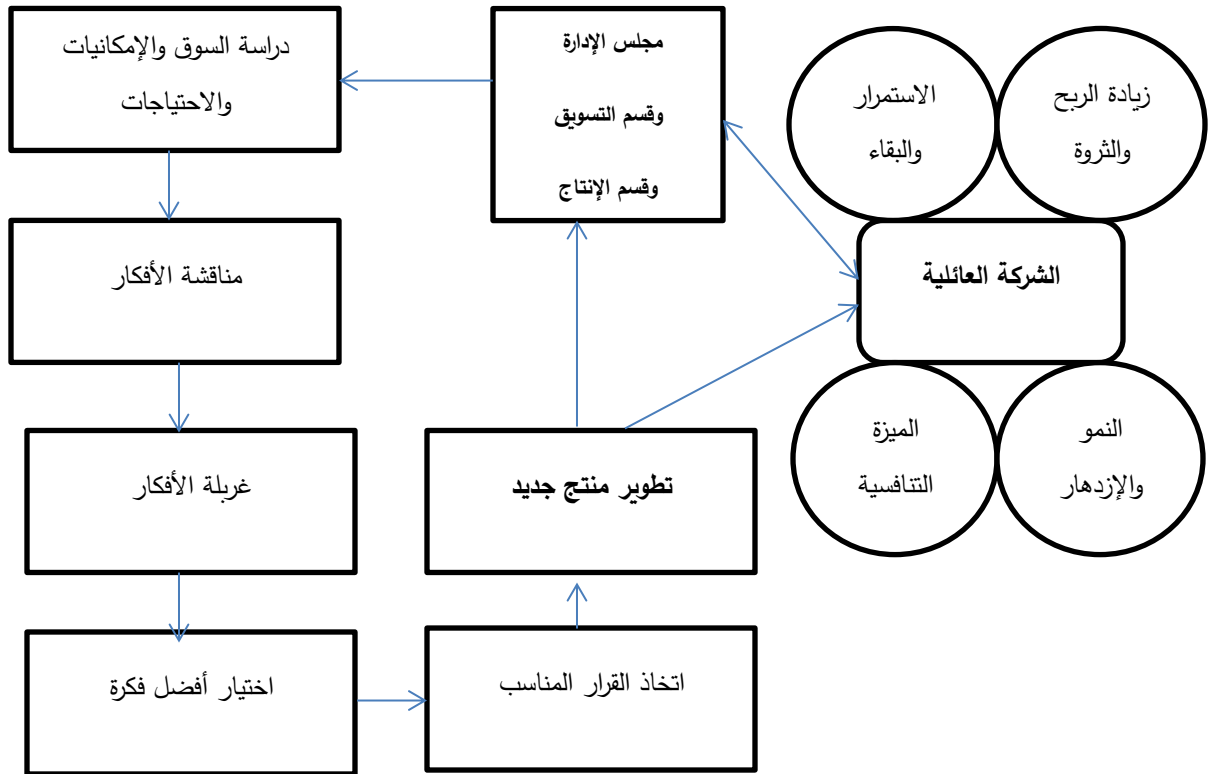 زيادة الربح
والثروة
الاستمرار
والبقاء
الشركة العائلية
النمو
والإزدهار
الميزة
التنافسية
مجلس الإدارة
وقسم التسويق
وقسم الإنتاج
دراسة السوق والإمكانيات
والاحتياجات
مناقشة الأفكار
غربلة الأفكار
اختيار أفضل فكرة
اتخاذ القرار المناسب
تطوير منتج جديد